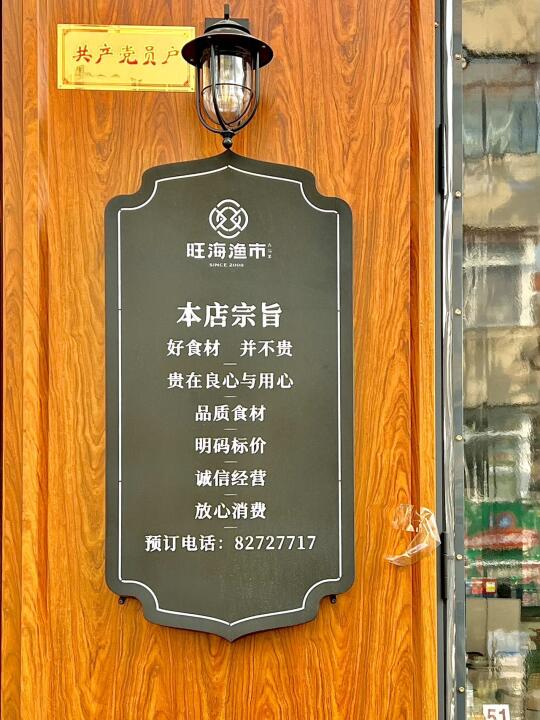 共产党员户
旺海渔市
SINCE 2008
本店宗旨
好食材 并不贵
贵在良心与用心
品质食材
明码标价
诚信经营
放心消费
预订电话：82727717
51